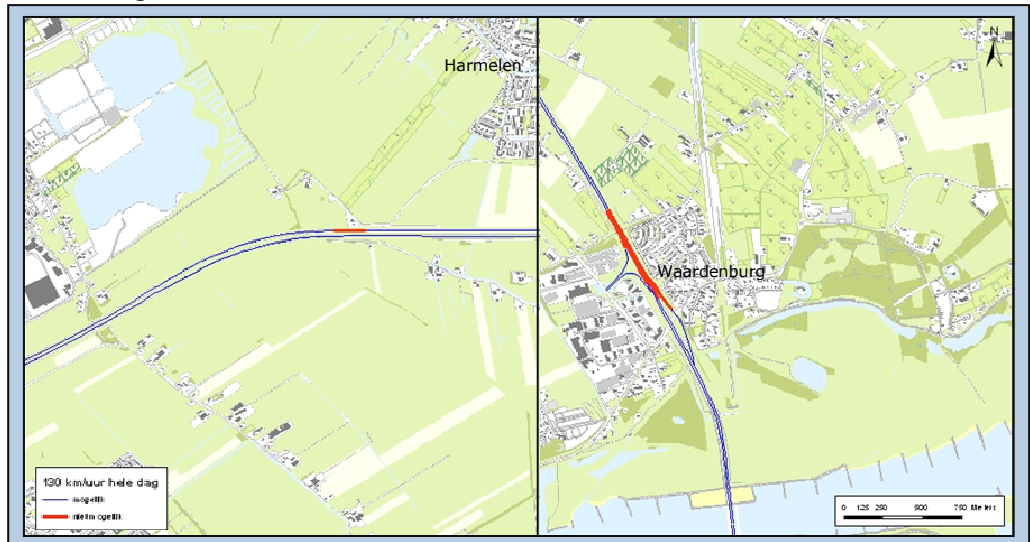 Harmelen
N
Waardenburg
130 km/uur hele dag
mogelijk
niet mogelijk
0 125 250 500 750 Meters